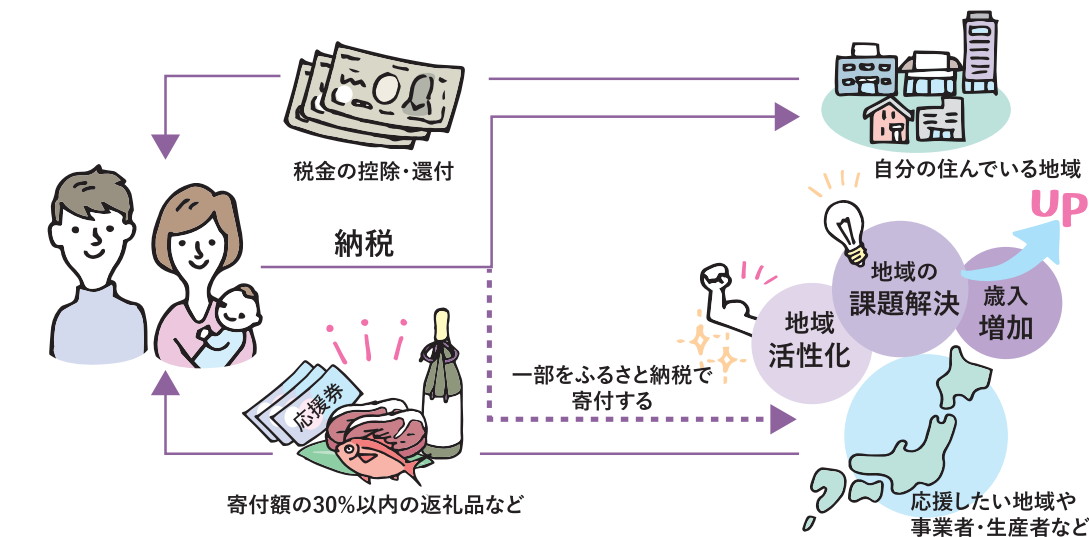 税金の控除・還付
自分の住んでいる地域
UP
納税
地域の
課題解決
歳入
増加
地域
活性化
一部をふるさと納税で
寄付する
応援券
寄付額の30%以内の返礼品など
応援したい地域や
事業者・生産者など